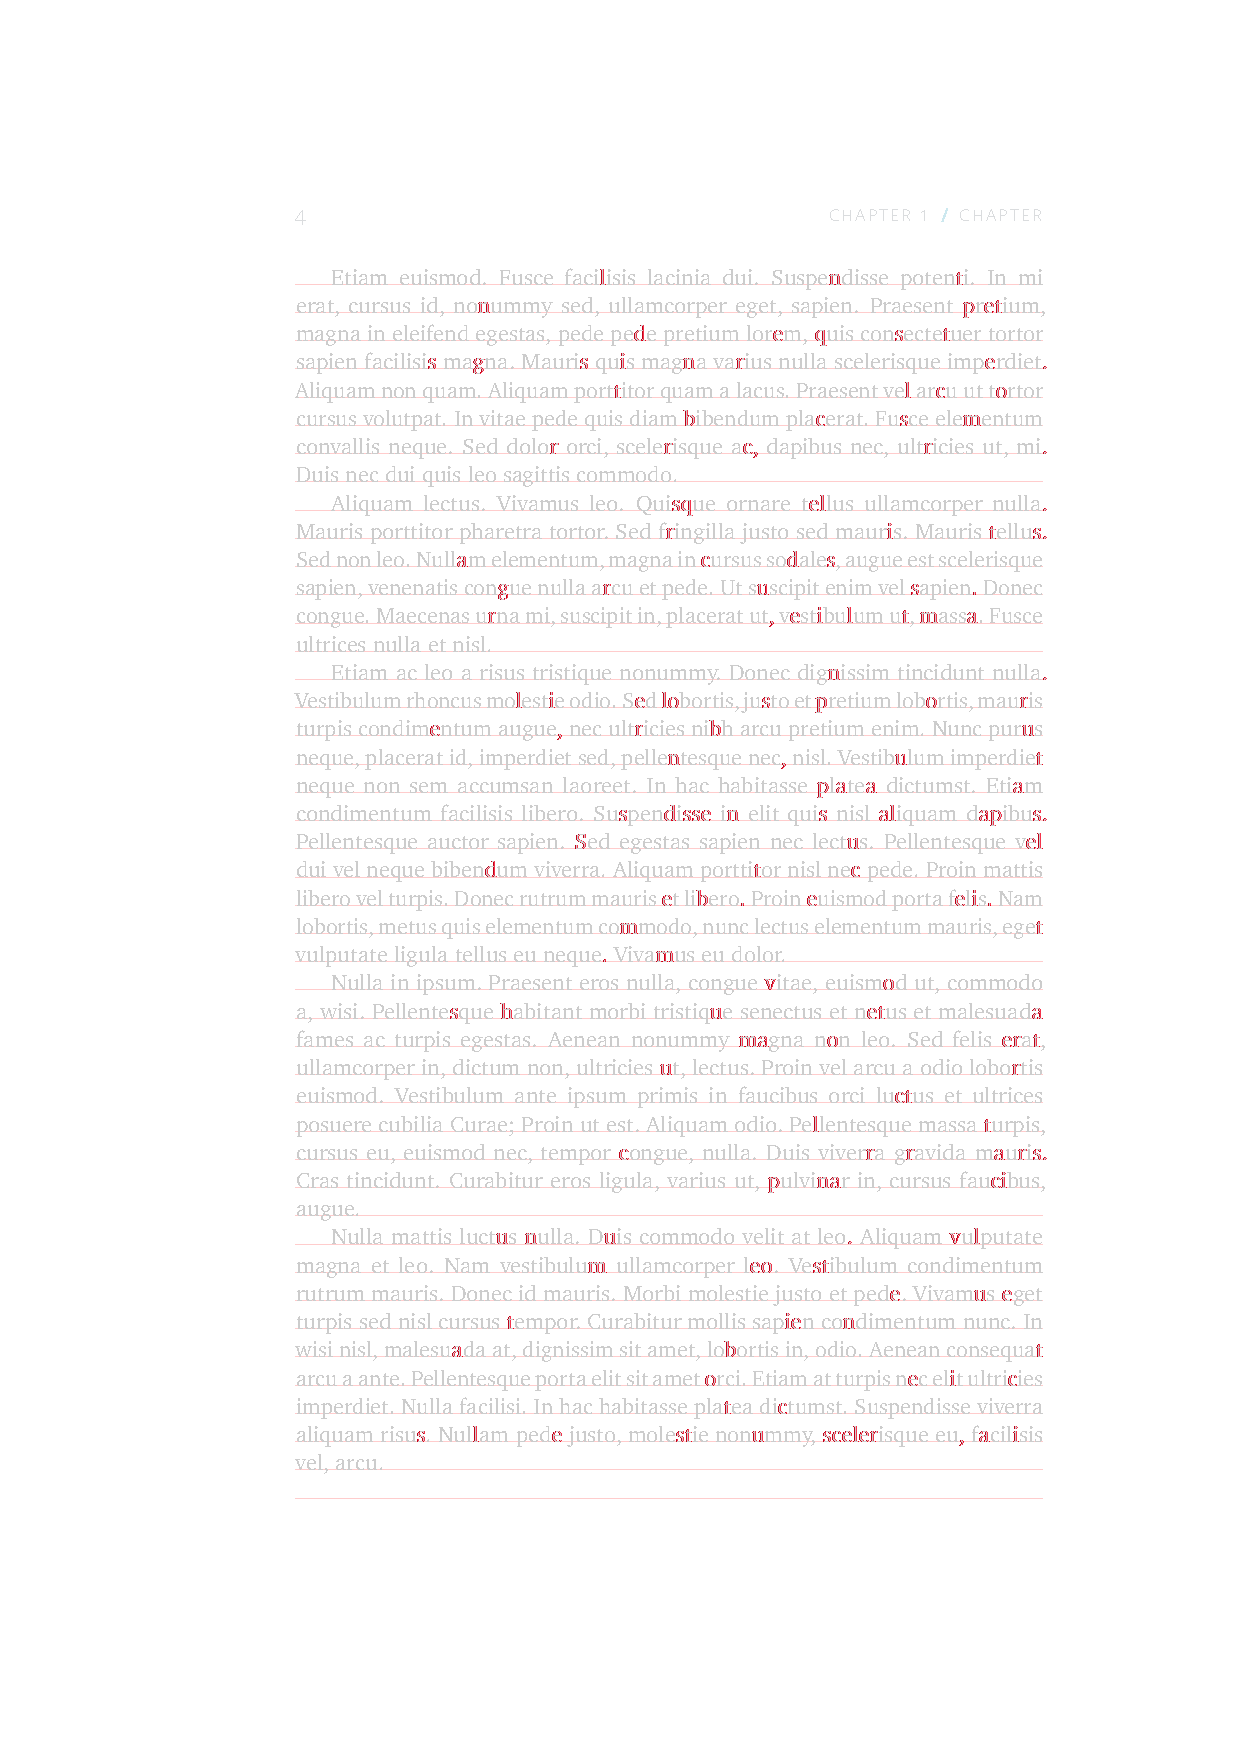 4
CHAPTER 1 / CHAPTER
Etiam euismod. Fusce facilisis lacinia dui. Suspendisse potenti. In mi
erat, cursus id, nonummy sed, ullamcorper eget, sapien. Praesent pretium,
magna in eleifend egestas, pede pede pretium lorem, quis consectetuer tortor
sapien facilisis magna. Mauris quis magna varius nulla scelerisque imperdiet.
Aliquam non quam. Aliquam porttitor quam a lacus. Praesent vel arcu ut tortor
cursus volutpat. In vitae pede quis diam bibendum placerat. Fusce elementum
convallis neque. Sed dolor orci, scelerisque ac, dapibus nec, ultricies ut, mi.
Duis nec dui quis leo sagittis commodo.
Aliquam lectus. Vivamus leo. Quisque ornare tellus ullamcorper nulla.
Mauris porttitor pharetra tortor. Sed fringilla justo sed mauris. Mauris tellus.
Sed non leo. Nullam elementum, magna in cursus sodales, augue est scelerisque
sapien, venenatis congue nulla arcu et pede. Ut suscipit enim vel sapien. Donec
congue. Maecenas urna mi, suscipit in, placerat ut, vestibulum ut, massa. Fusce
ultrices nulla et nisl.
Etiam ac leo a risus tristique nonummy. Donec dignissim tincidunt nulla.
Vestibulum rhoncus molestie odio. Sed lobortis, justo et pretium lobortis, mauris
turpis condimentum augue, nec ultricies nibh arcu pretium enim. Nunc purus
neque, placerat id, imperdiet sed, pellentesque nec, nisl. Vestibulum imperdiet
neque non sem accumsan laoreet. In hac habitasse platea dictumst. Etiam
condimentum facilisis libero. Suspendisse in elit quis nisl aliquam dapibus.
Pellentesque auctor sapien. Sed egestas sapien nec lectus. Pellentesque vel
dui vel neque bibendum viverra. Aliquam porttitor nisl nec pede. Proin mattis
libero vel turpis. Donec rutrum mauris et libero. Proin euismod porta felis. Nam
lobortis, metus quis elementum commodo, nunc lectus elementum mauris, eget
vulputate ligula tellus eu neque. Vivamus eu dolor.
Nulla in ipsum. Praesent eros nulla, congue vitae, euismod ut, commodo
a, wisi. Pellentesque habitant morbi tristique senectus et netus et malesuada
fames ac turpis egestas. Aenean nonummy magna non leo. Sed felis erat,
ullamcorper in, dictum non, ultricies ut, lectus. Proin vel arcu a odio lobortis
euismod. Vestibulum ante ipsum primis in faucibus orci luctus et ultrices
posuere cubilia Curae; Proin ut est. Aliquam odio. Pellentesque massa turpis,
cursus eu, euismod nec, tempor congue, nulla. Duis viverra gravida mauris.
Cras tincidunt. Curabitur eros ligula, varius ut, pulvinar in, cursus faucibus,
augue.
Nulla mattis luctus nulla. Duis commodo velit at leo. Aliquam vulputate
magna et leo. Nam vestibulum ullamcorper leo. Vestibulum condimentum
rutrum mauris. Donec id mauris. Morbi molestie justo et pede. Vivamus eget
turpis sed nisl cursus tempor. Curabitur mollis sapien condimentum nunc. In
wisi nisl, malesuada at, dignissim sit amet, lobortis in, odio. Aenean consequat
arcu a ante. Pellentesque porta elit sit amet orci. Etiam at turpis nec elit ultricies
imperdiet. Nulla facilisi. In hac habitasse platea dictumst. Suspendisse viverra
aliquam risus. Nullam pede justo, molestie nonummy, scelerisque eu, facilisis
vel, arcu.